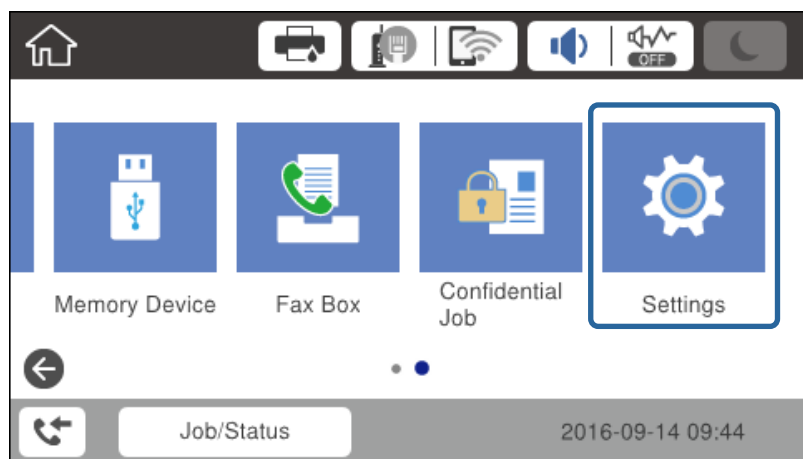 OFF
Memory Device
Fax Box
Confidential
Job
Settings
Job/Status
2016-09-14 09:44